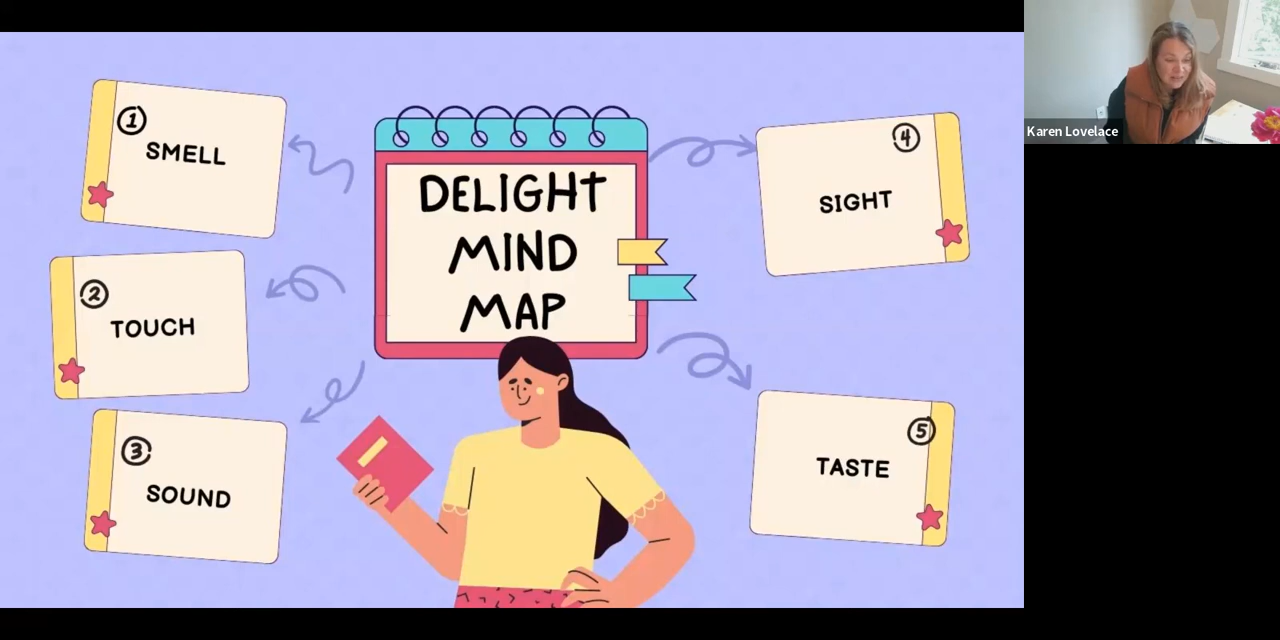 DELIGHT
MIND
MAP
1
SMELL
2
TOUCH
3
SOUND
4
SIGHT
5
TASTE
Karen Lovelace